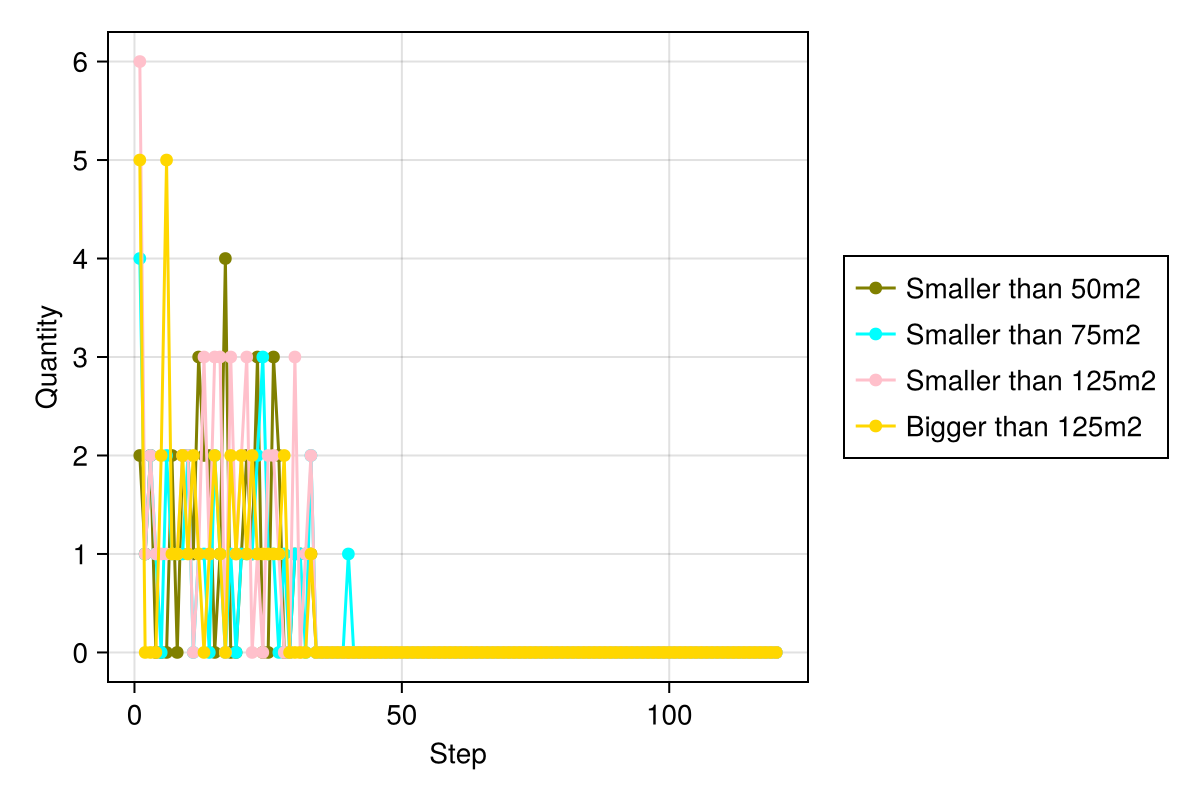 6
5
4
3
2
1
0
Quantity
0 50 100
Step
Smaller than 50m2
Smaller than 75m2
Smaller than 125m2
Bigger than 125m2